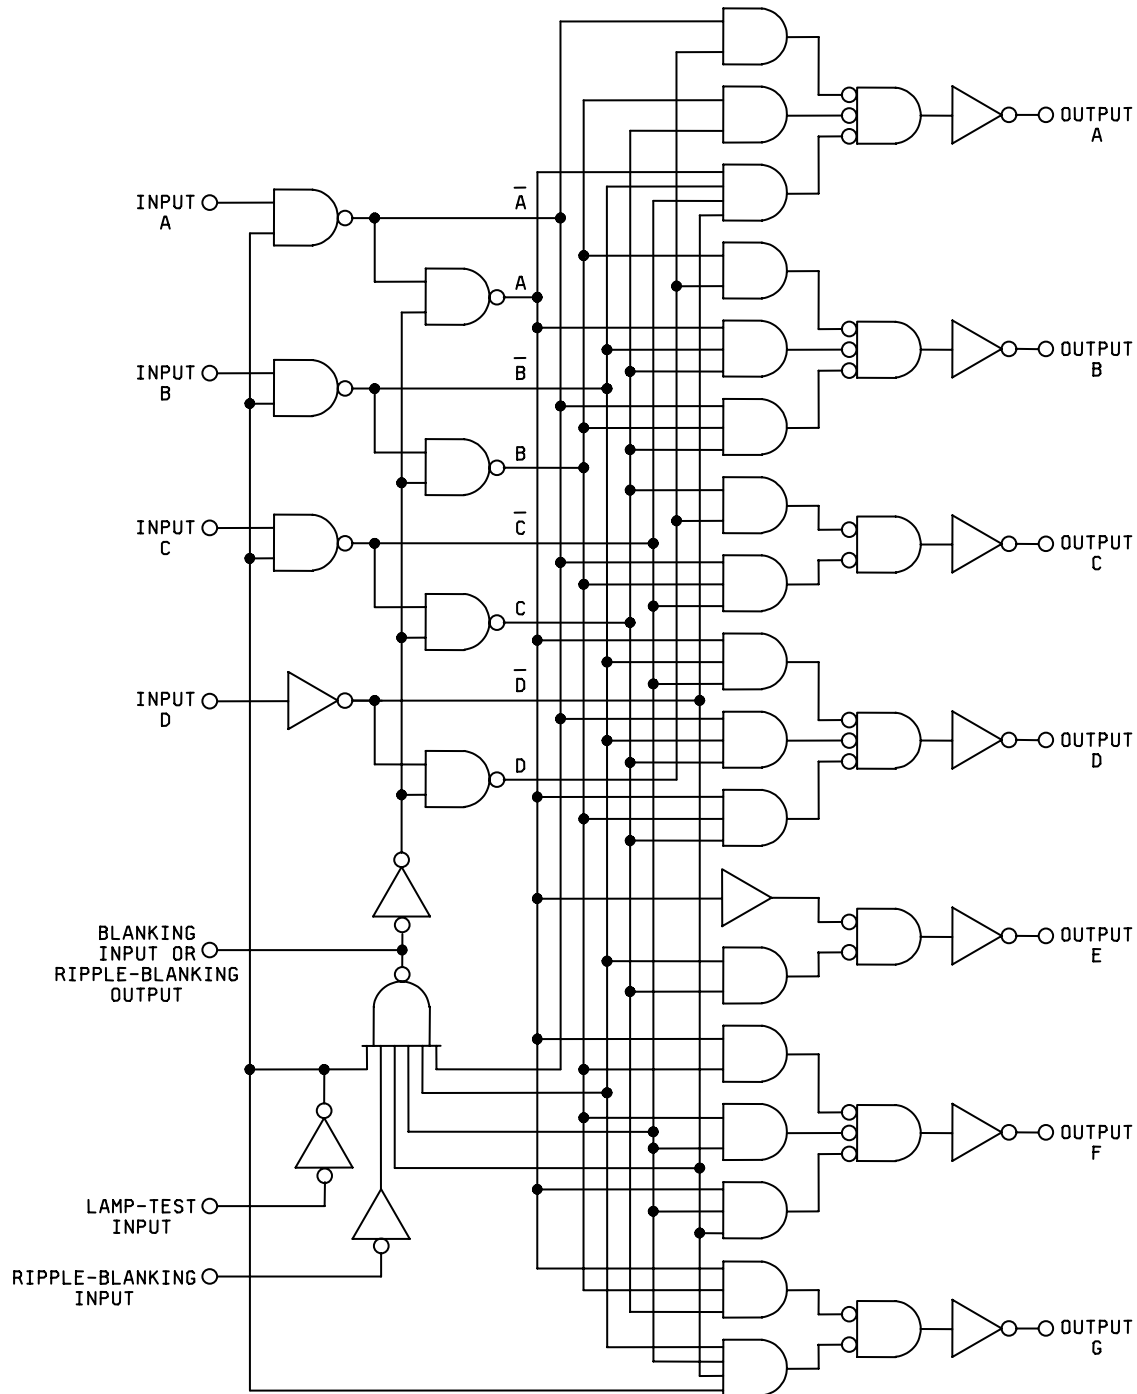 OUTPUT
A
INPUT
A
A̅
A
OUTPUT
B
INPUT
B
B̅
B
INPUT
C
C̅
OUTPUT
C
C
INPUT
D
D̅
OUTPUT
D
D
BLANKING
INPUT OR
RIPPLE-BLANKING
OUTPUT
OUTPUT
E
OUTPUT
F
LAMP-TEST
INPUT
RIPPLE-BLANKING
INPUT
OUTPUT
G